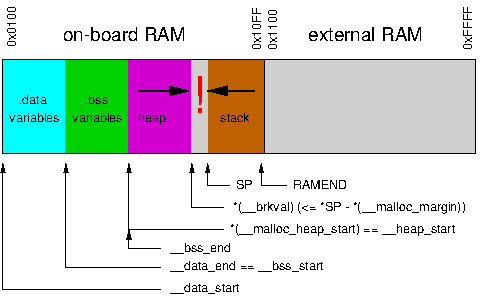 0x0100
on-board RAM
0x10FF
0x1100
external RAM
0xFFFF
.data
variables
.bss
variables
heap
!
stack
SP
RAMEND
*(__brkval) (<= *SP - *(__malloc_margin))
*(__malloc_heap_start) == __heap_start
__bss_end
__data_end == __bss_start
__data_start